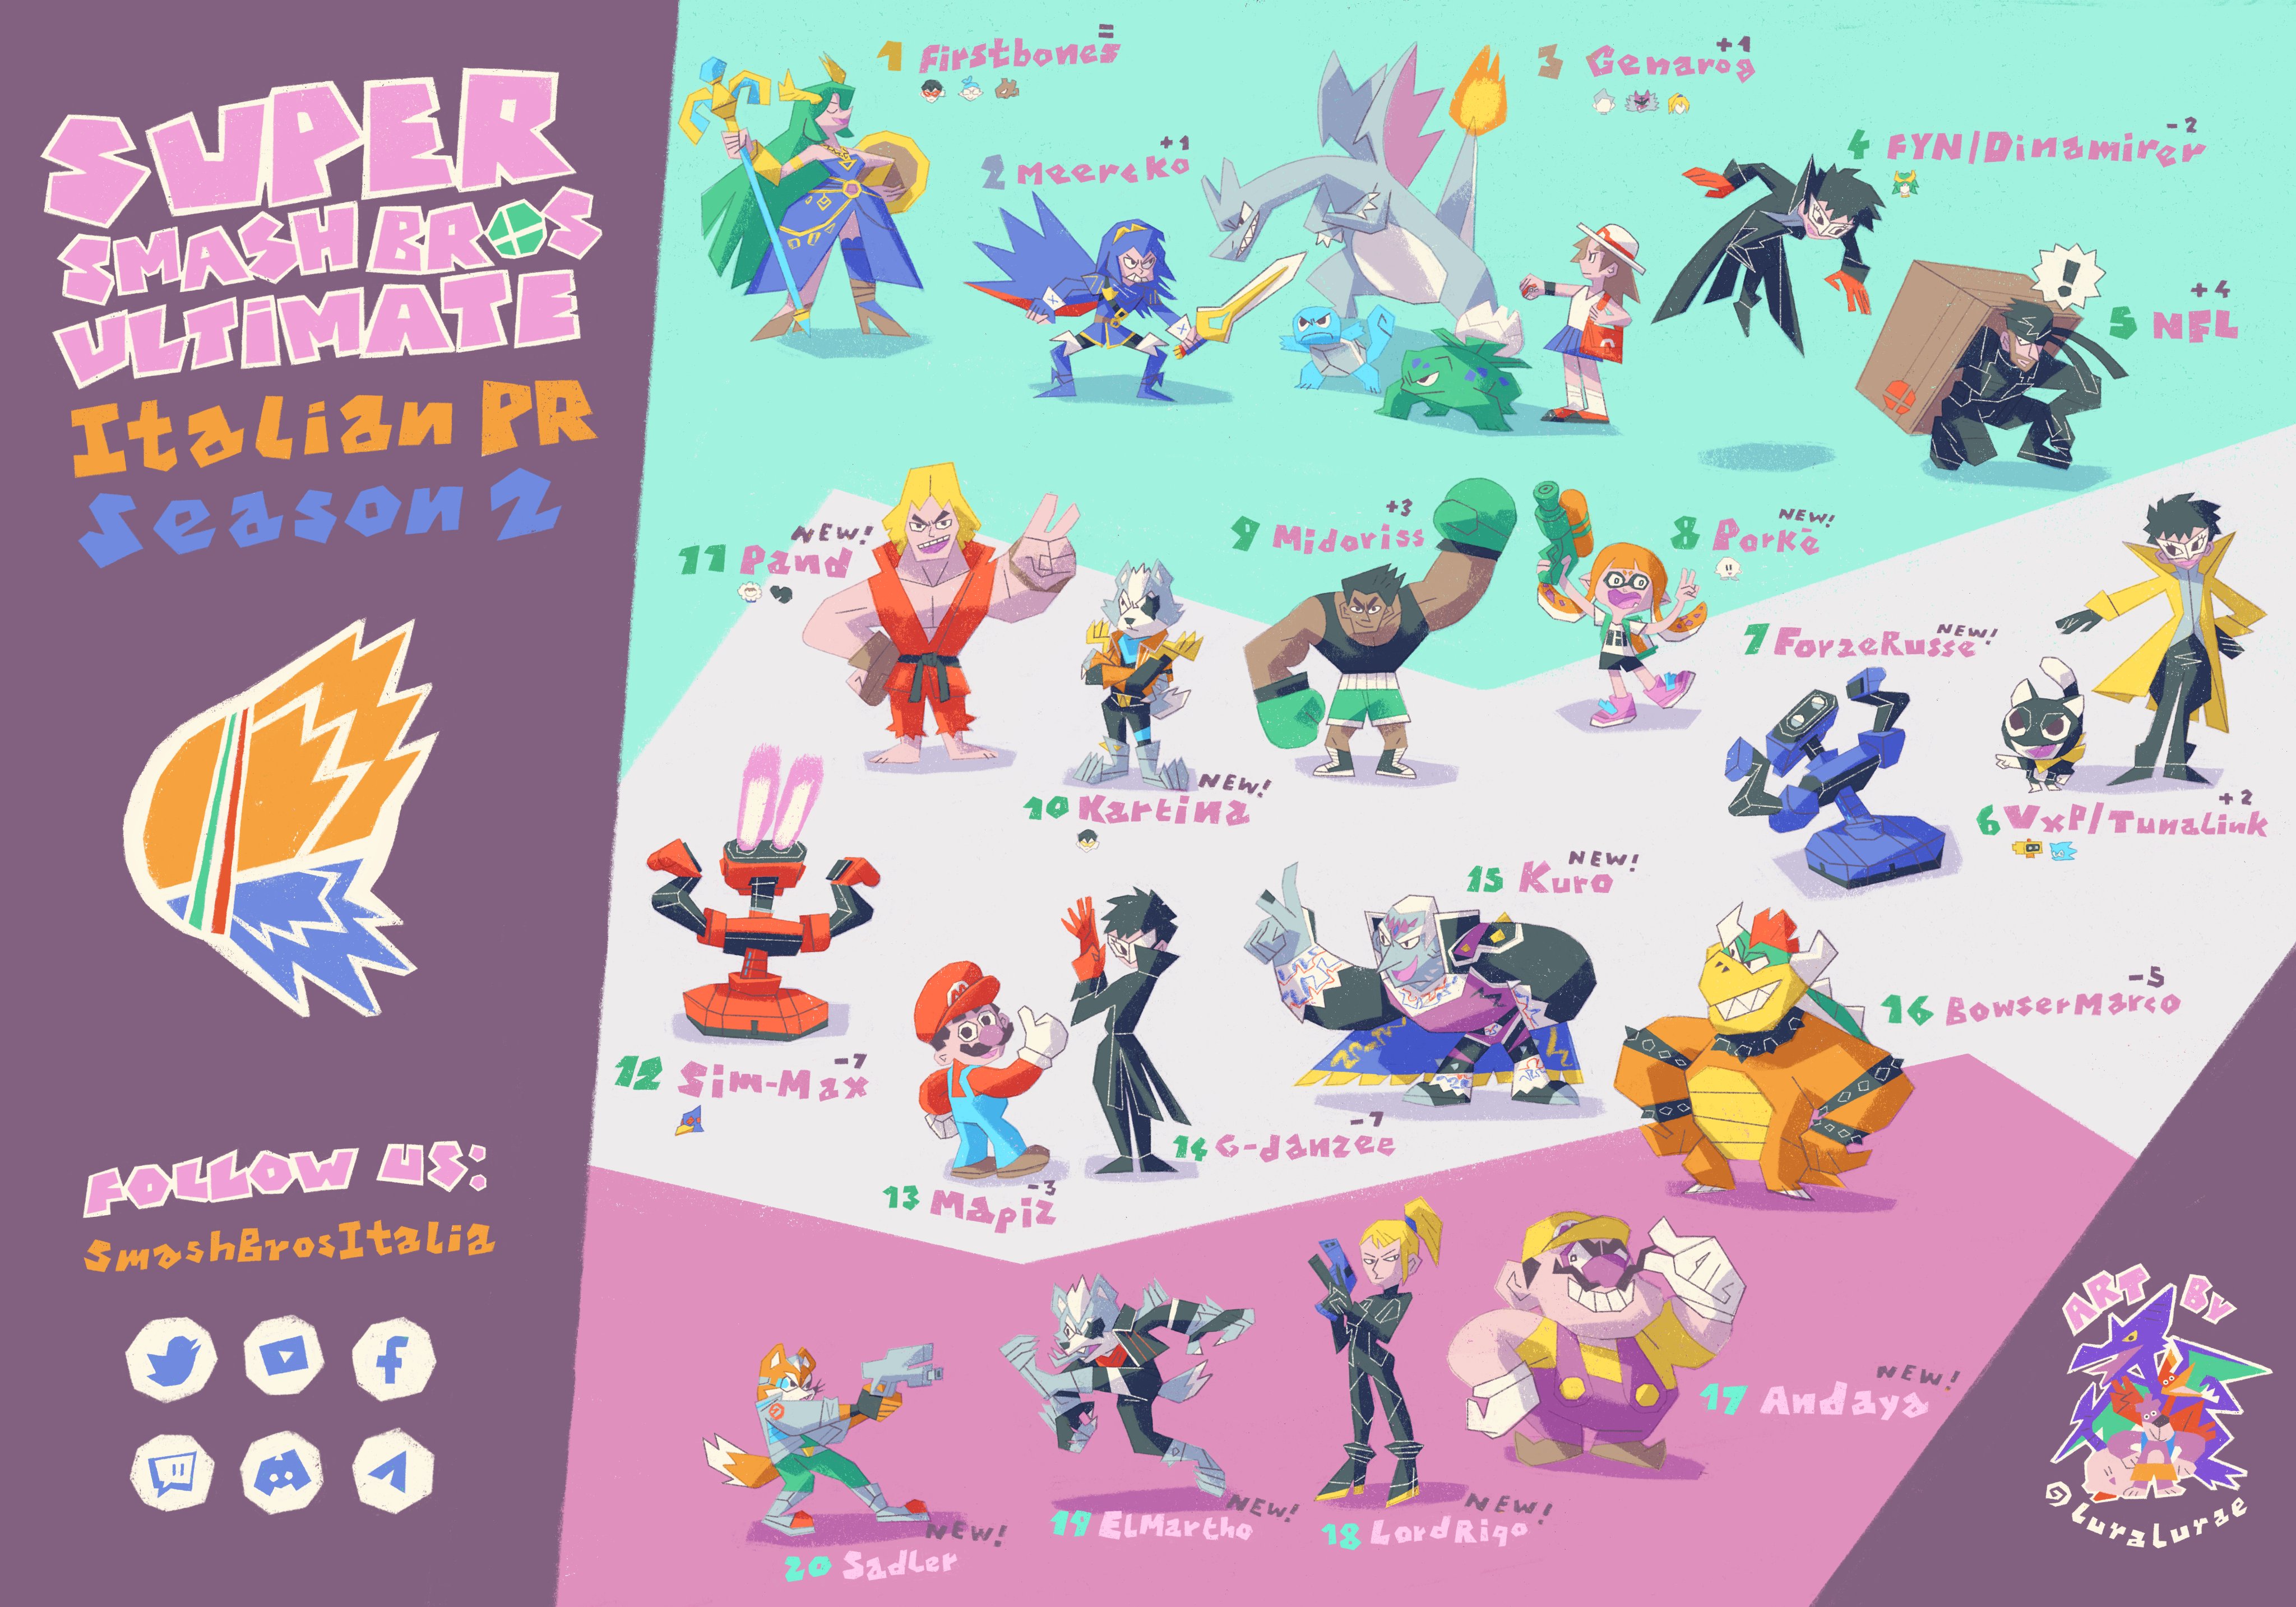 SUPER
SMASH BROS
ULTIMATE
Italian PR
Season 2
FOLLOW US:
SmashBrosItalia
1 Firstbones =
2 Meercko +1
3 Genarog +1
4 FYN/Dinamirer -2
5 NFL +4
!
11 Pand NEW!
10 Kartina NEW!
9 Midoriss +3
8 Porkē NEW!
7 ForzeRusse NEW!
6 VxP/TunaLink +2
12 Sim-Max -7
13 Mapiz -3
14 G-danzee -7
15 Kuro NEW!
16 BowserMarco -5
20 Sadler NEW!
19 ElMartho NEW!
18 LordRigo NEW!
17 Andaya NEW!
ART BY
@luralurae